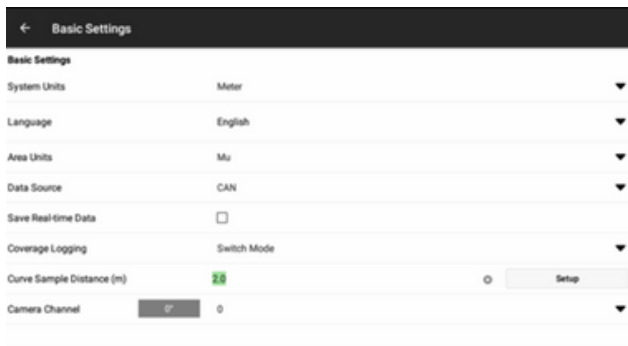 Basic Settings
Basic Settings
System Units Meter
Language English
Area Units Mu
Data Source CAN
Save Real-time Data
Coverage Logging Switch Mode
Curve Sample Distance (m) 2.0 Setup
Camera Channel 0° 0